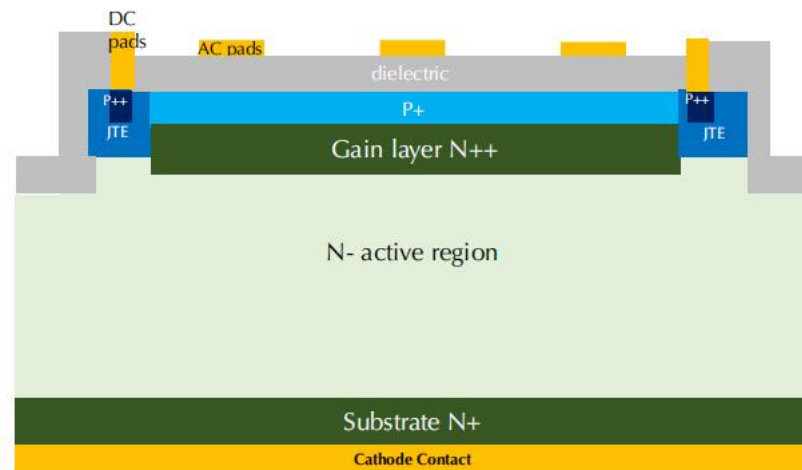 DC
pads
AC pads
dielectric
P++
P+
P++
JTE
JTE
Gain layer N++
N- active region
Substrate N+
Cathode Contact